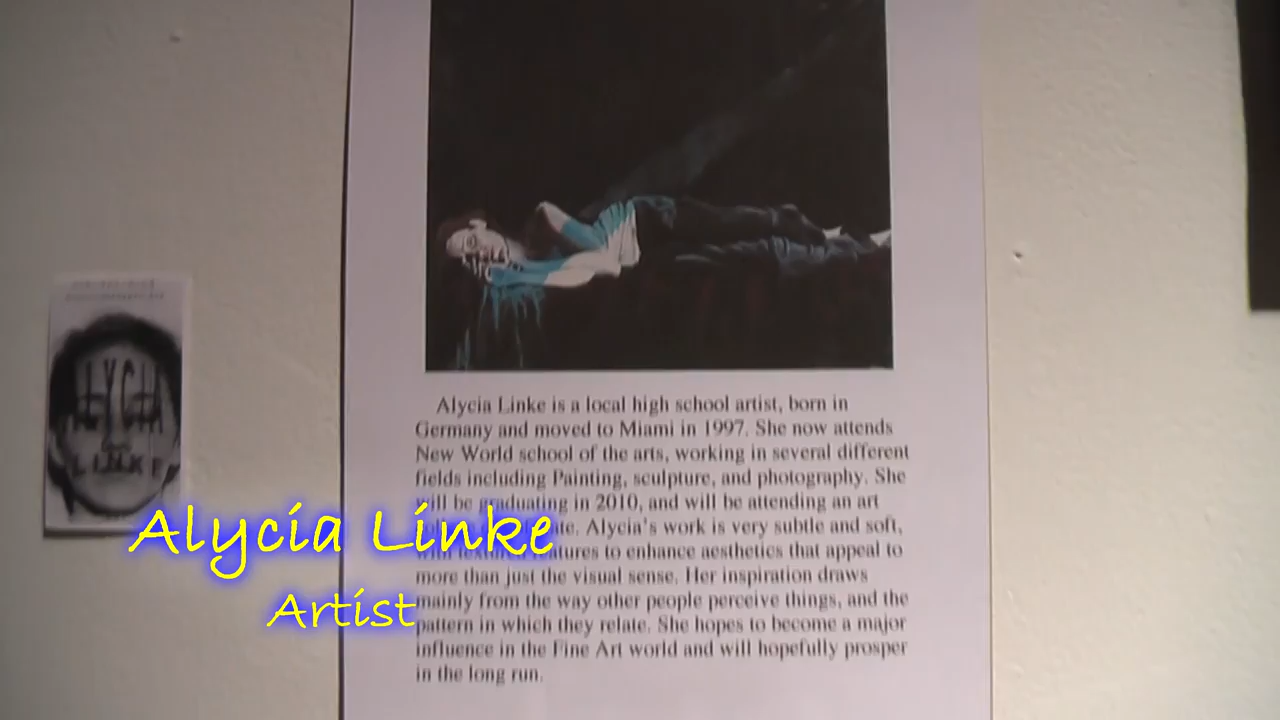 ALYCIA
LINKE
Alycia Linke is a local high school artist, born in
Germany and moved to Miami in 1997. She now attends
New World school of the arts, working in several different
fields including Painting, sculpture, and photography. She
will be graduating in 2010, and will be attending an art
Alycia's work is very subtle and soft,
with textured features to enhance aesthetics that appeal to
more than just the visual sense. Her inspiration draws
mainly from the way other people perceive things, and the
pattern in which they relate. She hopes to become a major
influence in the Fine Art world and will hopefully prosper
in the long run.
Alycia Linke
Artist